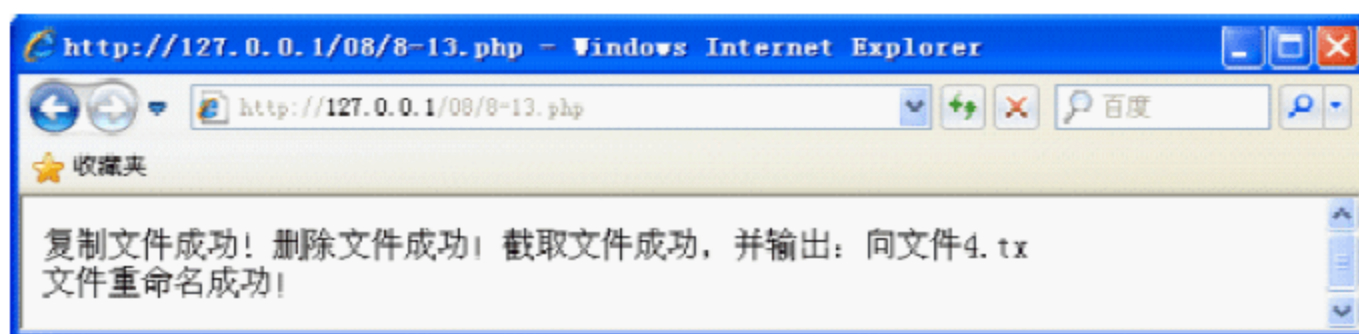 http://127.0.0.1/08/8-13.php - Windows Internet Explorer
http://127.0.0.1/08/8-13.php
百度
收藏夹
复制文件成功! 删除文件成功! 截取文件成功，并输出：向文件4.tx
文件重命名成功!